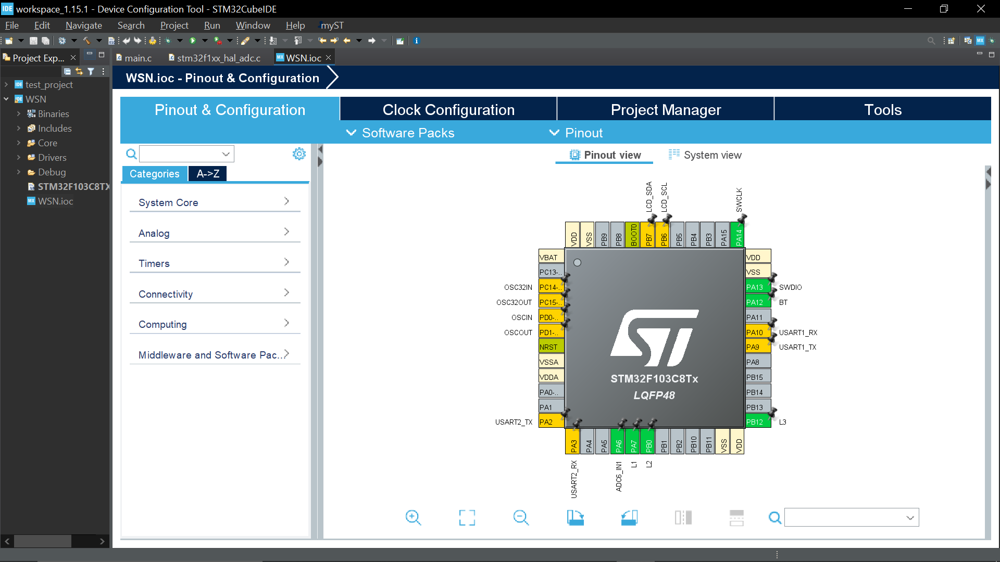 IDE workspace_1.15.1 - Device Configuration Tool - STM32CubeIDE
File Edit Navigate Search Project Run Window Help myST
Project Exp...
main.c
stm32f1xx_hal_adc.c
MX WSN.ioc
test_project
WSN
Binaries
Includes
Core
Drivers
Debug
STM32F103C8TX
MX WSN.ioc
WSN.ioc - Pinout & Configuration
Pinout & Configuration
Clock Configuration
Project Manager
Tools
Software Packs
Pinout
Categories
A->Z
System Core
Analog
Timers
Connectivity
Computing
Middleware and Software Pac...
Pinout view
System view
LCD_SDA
LCD_SCL
SWCLK
VDD
VSS
PB9
PB8
BOOT0
PB7
PB6
PB5
PB4
PB3
PA15
PA14
VBAT
PC13-..
OSC32IN PC14-..
OSC32OUT PC15-..
OSCIN PD0-..
OSCOUT PD1-..
NRST
VSSA
VDDA
PA0-..
PA1
USART2_TX PA2
VDD
VSS
PA13 SWDIO
PA12 BT
PA11
PA10 USART1_RX
PA9 USART1_TX
PA8
PB15
PB14
PB13
PB12 L3
ST
STM32F103C8Tx
LQFP48
PA3
PA4
PA5
PA6
PA7
PB0
PB1
PB2
PB10
PB11
VSS
VDD
USART2_RX
ADC6_IN1
L1
L2